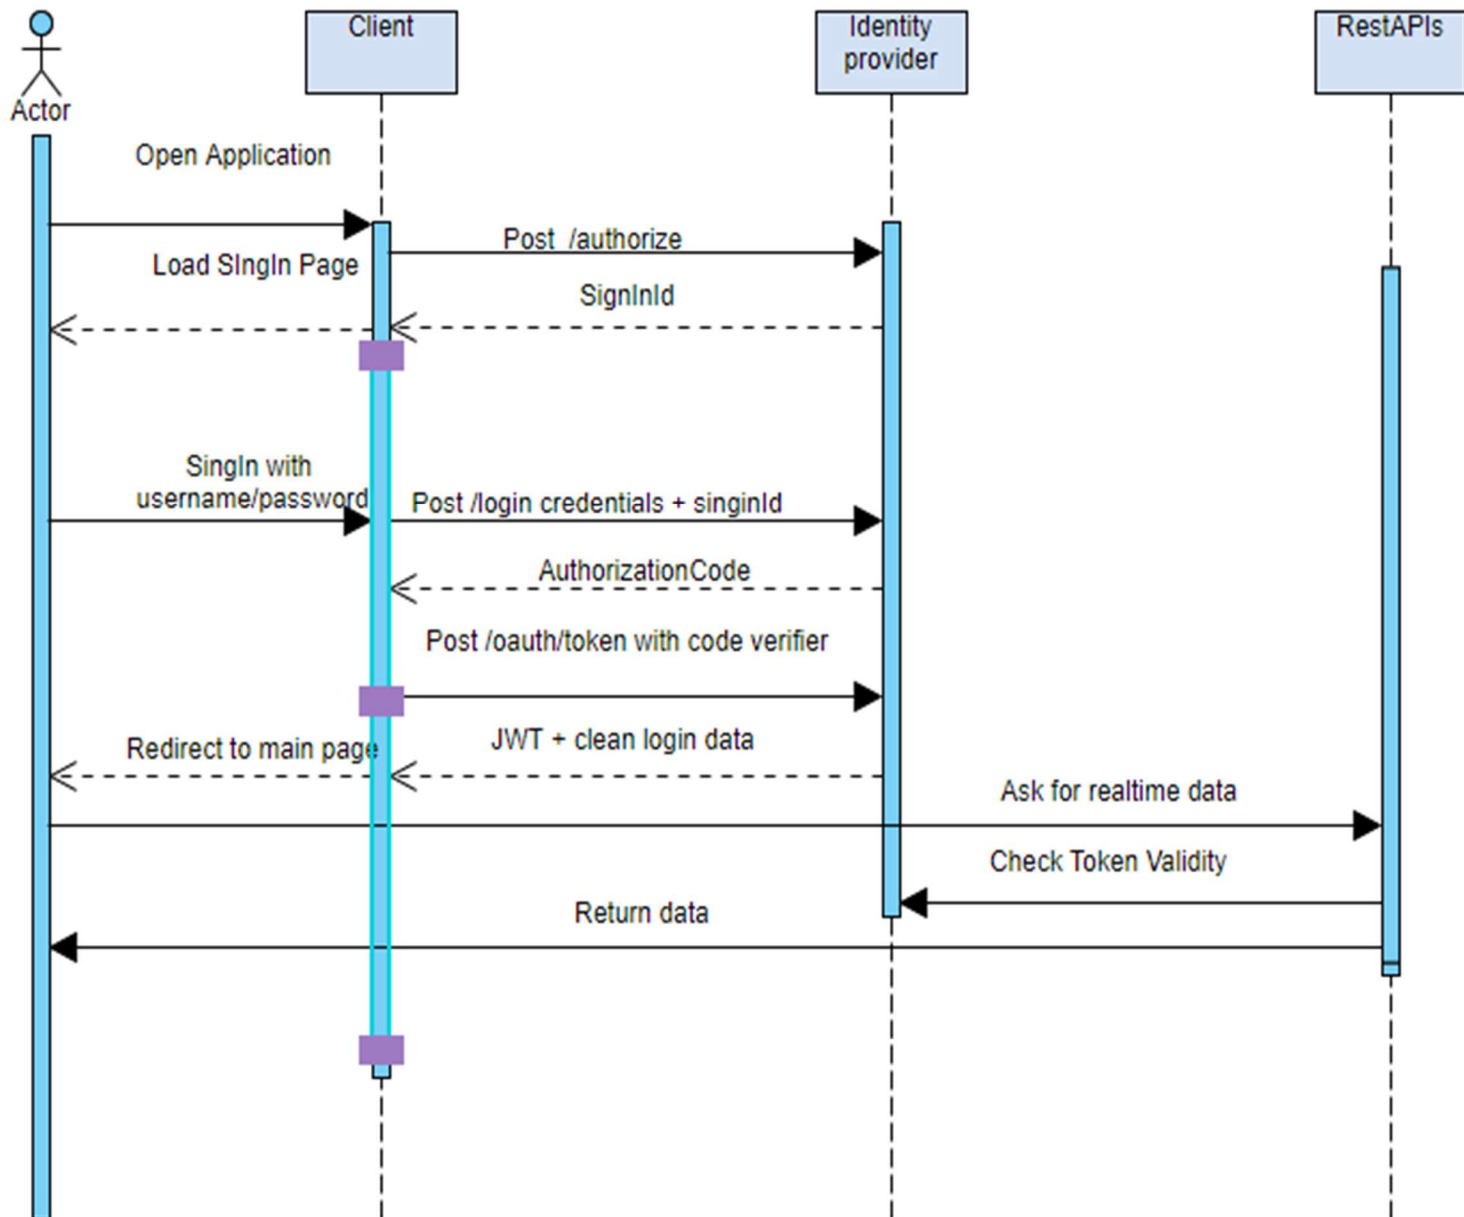 Client
Identity
provider
RestAPIs
Actor
Open Application
Post /authorize
Load SIngIn Page
SignInId
SingIn with
username/password
Post /login credentials + singinId
AuthorizationCode
Post /oauth/token with code verifier
Redirect to main page
JWT + clean login data
Ask for realtime data
Check Token Validity
Return data